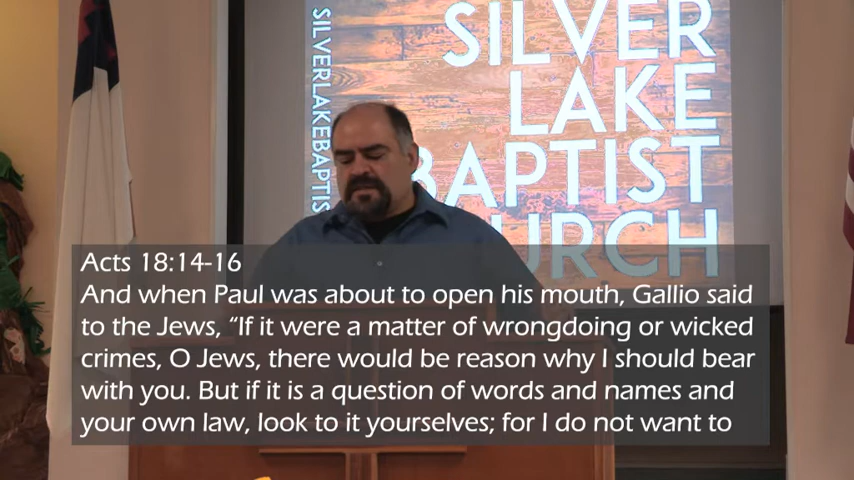 SILVERLAKEBAPTIS
SILVER
LAKE
BAPTIST
URCH
Acts 18:14-16
And when Paul was about to open his mouth, Gallio said
to the Jews, “If it were a matter of wrongdoing or wicked
crimes, O Jews, there would be reason why I should bear
with you. But if it is a question of words and names and
your own law, look to it yourselves; for I do not want to